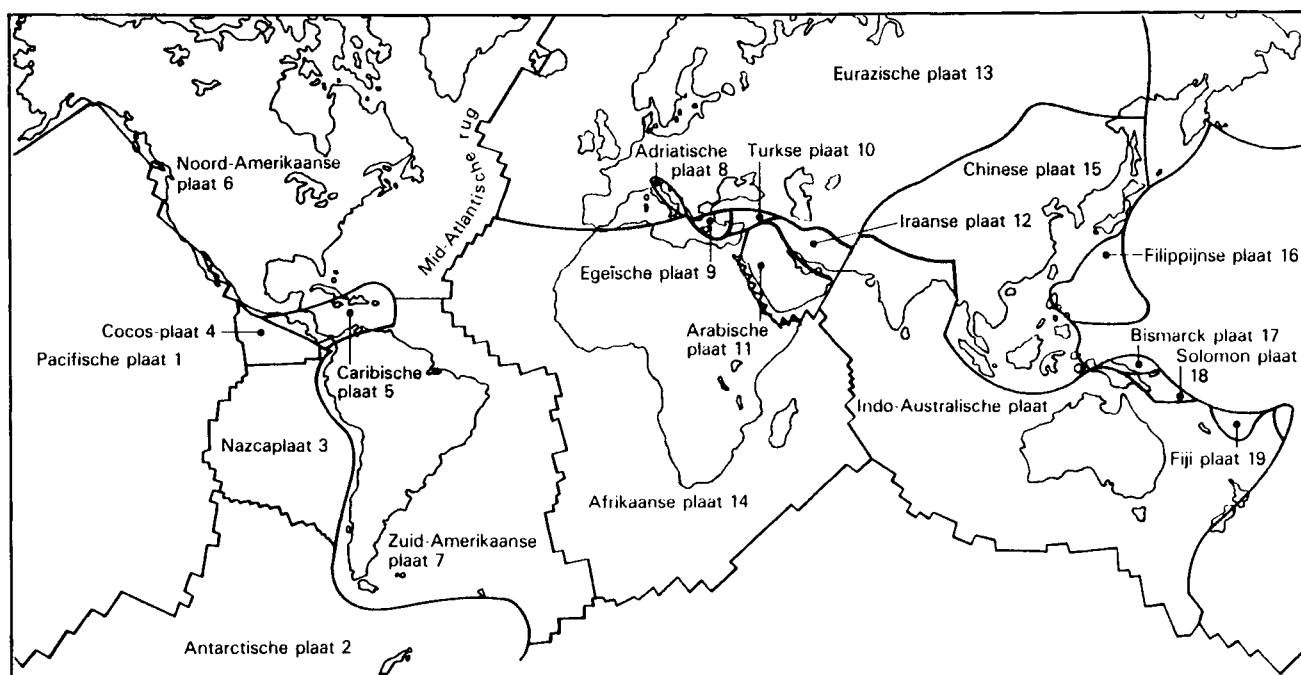 Eurazische plaat 13
Noord-Amerikaanse
plaat 6
Mid-Atlantische rug
Adriatische
plaat 8
Turkse plaat 10
Chinese plaat 15
Iraanse plaat 12
Egeïsche plaat 9
Filippijnse plaat 16
Cocos-plaat 4
Pacifische plaat 1
Caribische
plaat 5
Arabische
plaat 11
Bismarck plaat 17
Solomon plaat
18
Indo-Australische plaat
Nazcaplaat 3
Fiji plaat 19
Afrikaanse plaat 14
Zuid-Amerikaanse
plaat 7
Antarctische plaat 2